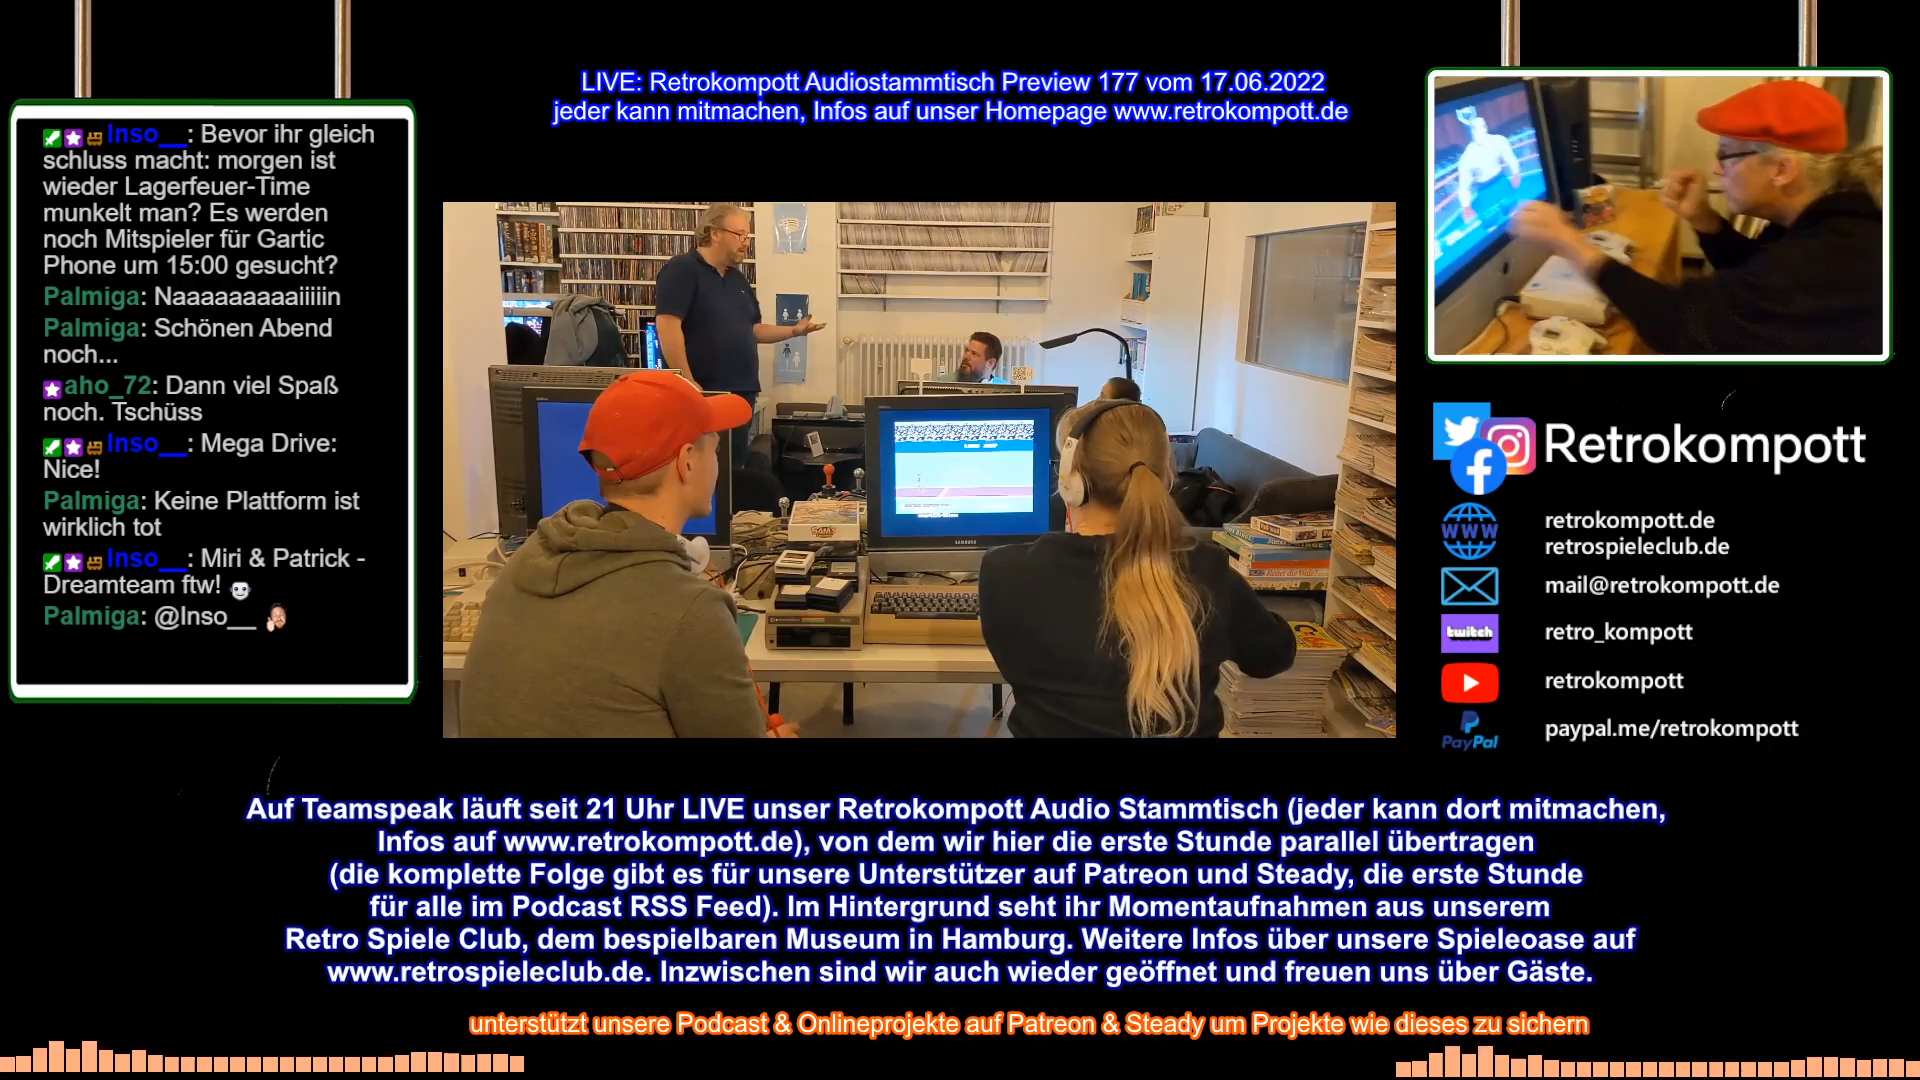 LIVE: Retrokompott Audiostammtisch Preview 177 vom 17.06.2022
jeder kann mitmachen, Infos auf unser Homepage www.retrokompott.de
Inso__: Bevor ihr gleich
schluss macht: morgen ist
wieder Lagerfeuer-Time
munkelt man? Es werden
noch Mitspieler für Gartic
Phone um 15:00 gesucht?
Palmiga: Naaaaaaaaaaiiiiin
Palmiga: Schönen Abend
noch...
aho_72: Dann viel Spaß
noch. Tschüss
Inso__: Mega Drive:
Nice!
Palmiga: Keine Plattform ist
wirklich tot
Inso__: Miri & Patrick -
Dreamteam ftw!
Palmiga: @Inso__
SAMSUNG
Retrokompott
WWW
retrokompott.de
retrospieleclub.de
mail@retrokompott.de
twitch
retro_kompott
retrokompott
PayPal
paypal.me/retrokompott
Auf Teamspeak läuft seit 21 Uhr LIVE unser Retrokompott Audio Stammtisch (jeder kann dort mitmachen,
Infos auf www.retrokompott.de), von dem wir hier die erste Stunde parallel übertragen
(die komplette Folge gibt es für unsere Unterstützer auf Patreon und Steady, die erste Stunde
für alle im Podcast RSS Feed). Im Hintergrund seht ihr Momentaufnahmen aus unserem
Retro Spiele Club, dem bespielbaren Museum in Hamburg. Weitere Infos über unsere Spieleoase auf
www.retrospieleclub.de. Inzwischen sind wir auch wieder geöffnet und freuen uns über Gäste.
unterstützt unsere Podcast & Onlineprojekte auf Patreon & Steady um Projekte wie dieses zu sichern